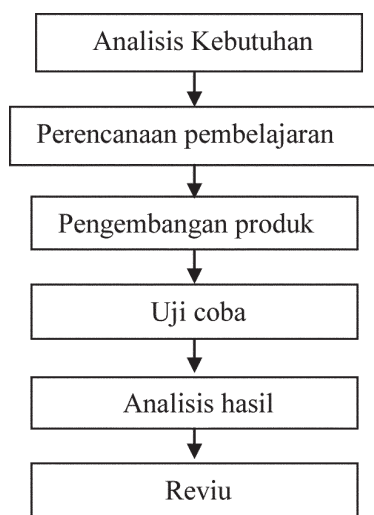 Analisis Kebutuhan
Perencanaan pembelajaran
Pengembangan produk
Uji coba
Analisis hasil
Reviu